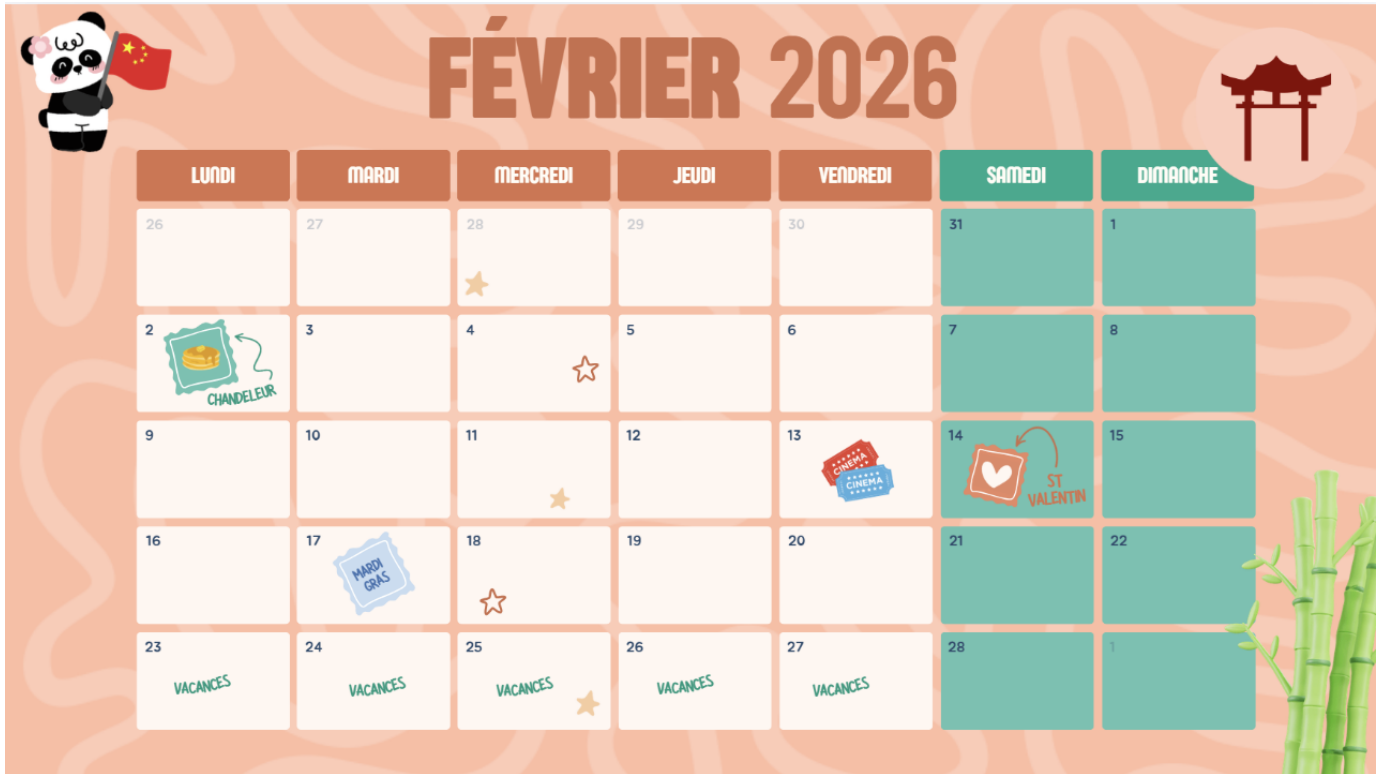 FÉVRIER 2026
LUNDI MARDI MERCREDI JEUDI VENDREDI SAMEDI DIMANCHE
26 27 28 29 30 31 1
2 3 4 5 6 7 8
CHANDELEUR
9 10 11 12 13 14 15
CINEMA
CINEMA
ST
VALENTIN
16 17 18 19 20 21 22
MARDI
GRAS
23 24 25 26 27 28 1
VACANCES VACANCES VACANCES VACANCES VACANCES